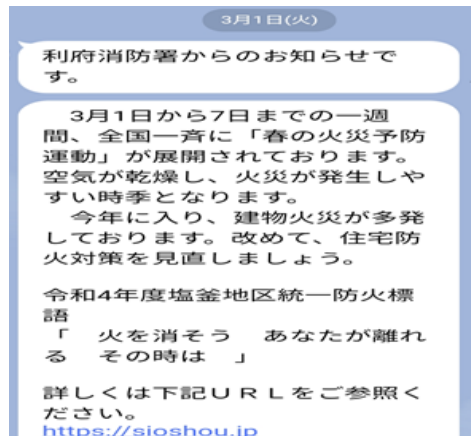 3月1日(火)
利府消防署からのお知らせで
す。
　3月1日から7日までの一週
間、全国一斉に「春の火災予防
運動」が展開されております。
空気が乾燥し、火災が発生しや
すい時季となります。
　今年に入り、建物火災が多発
しております。改めて、住宅防
火対策を見直しましょう。
令和4年度塩釜地区統一防火標
語
「　火を消そう　あなたが離れ
る　その時は　」
詳しくは下記ＵＲＬをご参照く
ださい。
https://sioshou.jp